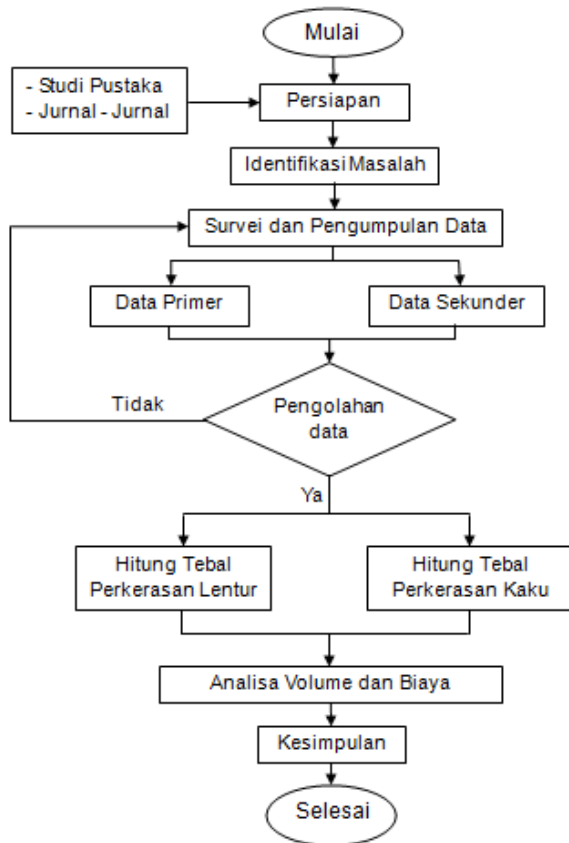 Mulai
- Studi Pustaka
- Jurnal - Jurnal
Persiapan
Identifikasi Masalah
Survei dan Pengumpulan Data
Data Primer
Data Sekunder
Tidak
Pengolahan
data
Ya
Hitung Tebal
Perkerasan Lentur
Hitung Tebal
Perkerasan Kaku
Analisa Volume dan Biaya
Kesimpulan
Selesai